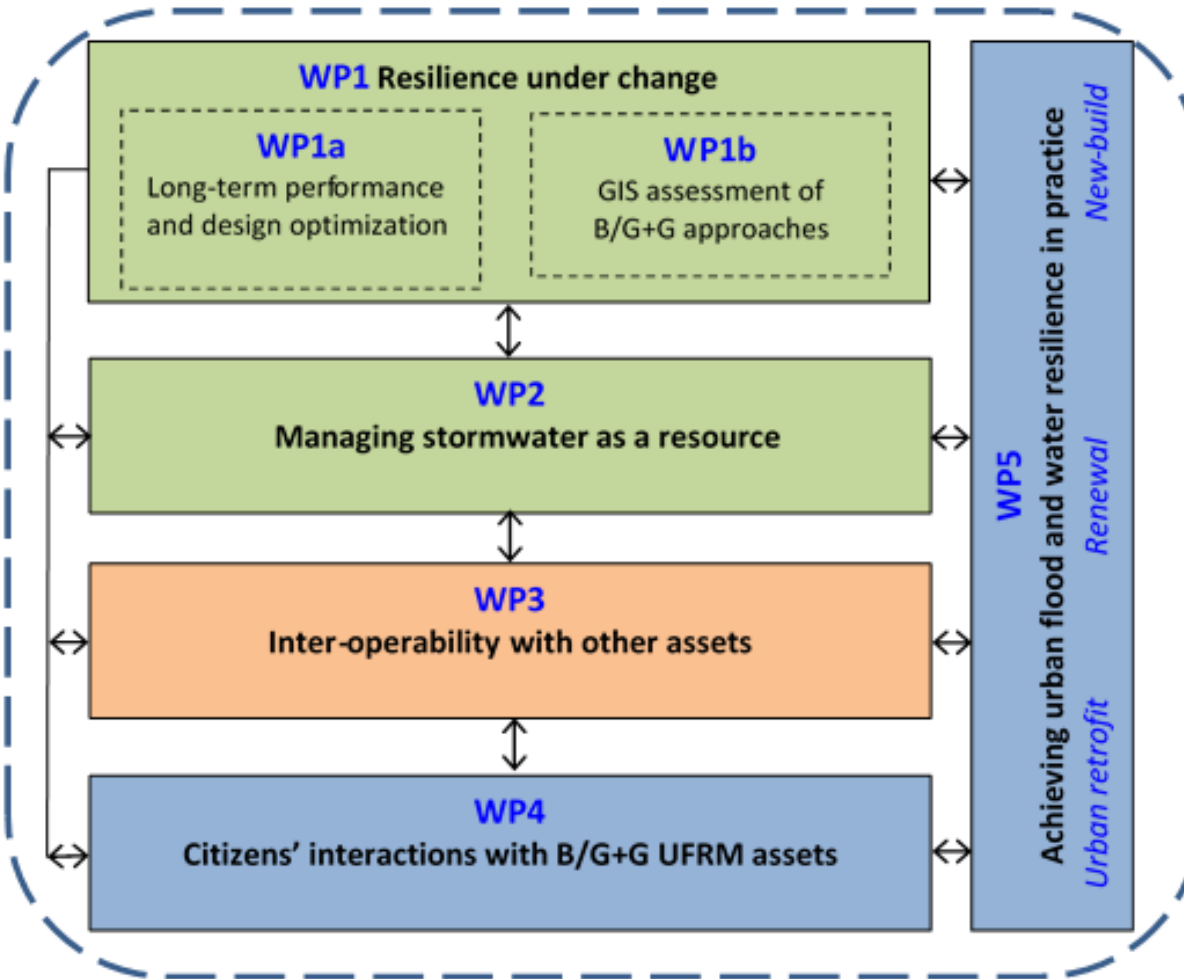 WP1 Resilience under change
WP1a
Long-term performance
and design optimization
WP1b
GIS assessment of
B/G+G approaches
WP2
Managing stormwater as a resource
WP3
Inter-operability with other assets
WP4
Citizens’ interactions with B/G+G UFRM assets
WP5
Achieving urban flood and water resilience in practice
Urban retrofit
Renewal
New-build